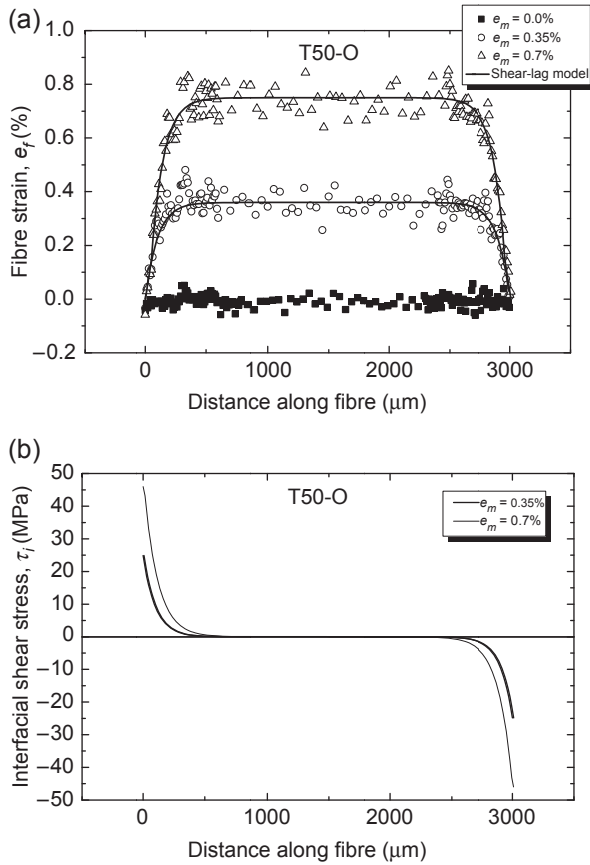 (a)
T50-O
e_m = 0.0%
e_m = 0.35%
e_m = 0.7%
Shear-lag model
Fibre strain, e_f (%)
1.0
0.8
0.6
0.4
0.2
0.0
–0.2
0 1000 2000 3000
Distance along fibre (μm)
(b)
T50-O
e_m = 0.35%
e_m = 0.7%
Interfacial shear stress, τ_i (MPa)
50
40
30
20
10
0
–10
–20
–30
–40
–50
0 1000 2000 3000
Distance along fibre (μm)